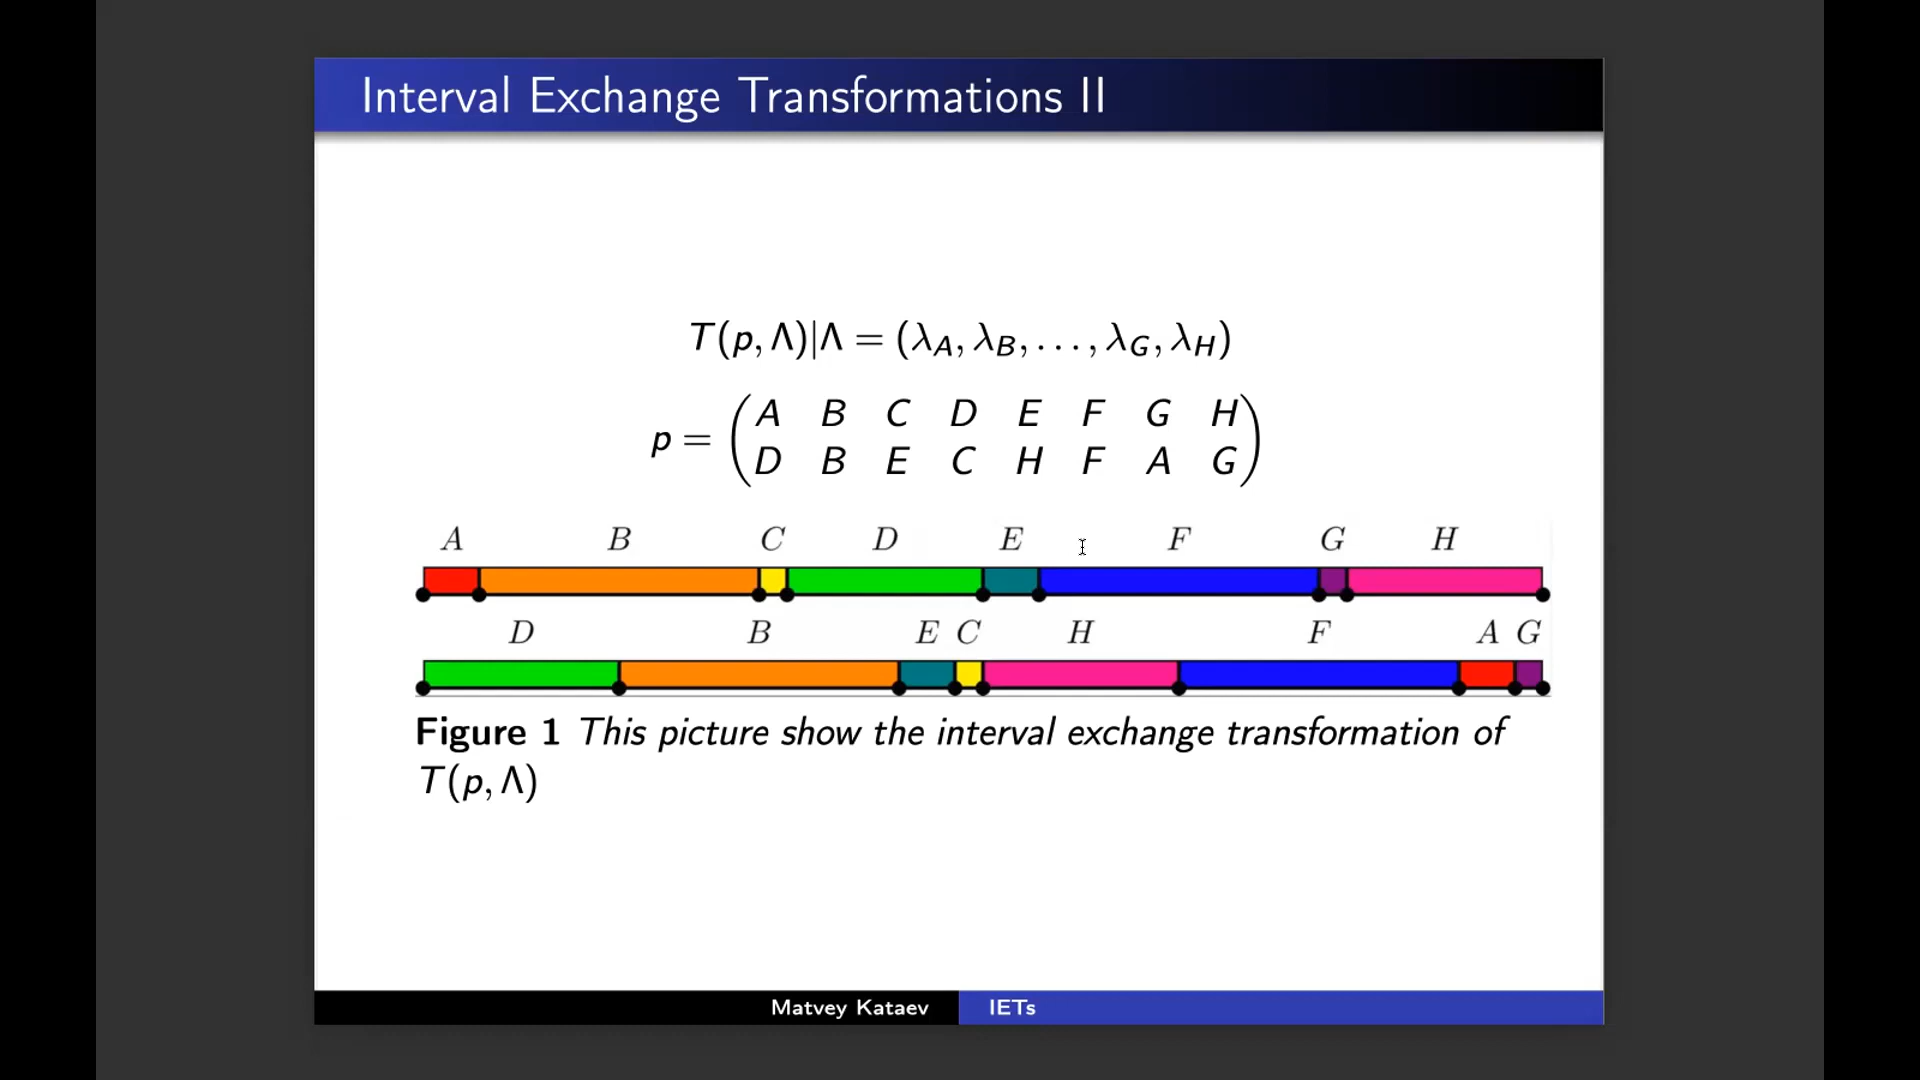 Interval Exchange Transformations II
T(p, Λ)|Λ = (λ_A, λ_B, . . . , λ_G, λ_H)
p = (A B C D E F G H
D B E C H F A G)
A B C D E F G H
D B E C H F A G
Figure 1 This picture show the interval exchange transformation of
T(p, Λ)
Matvey Kataev IETs